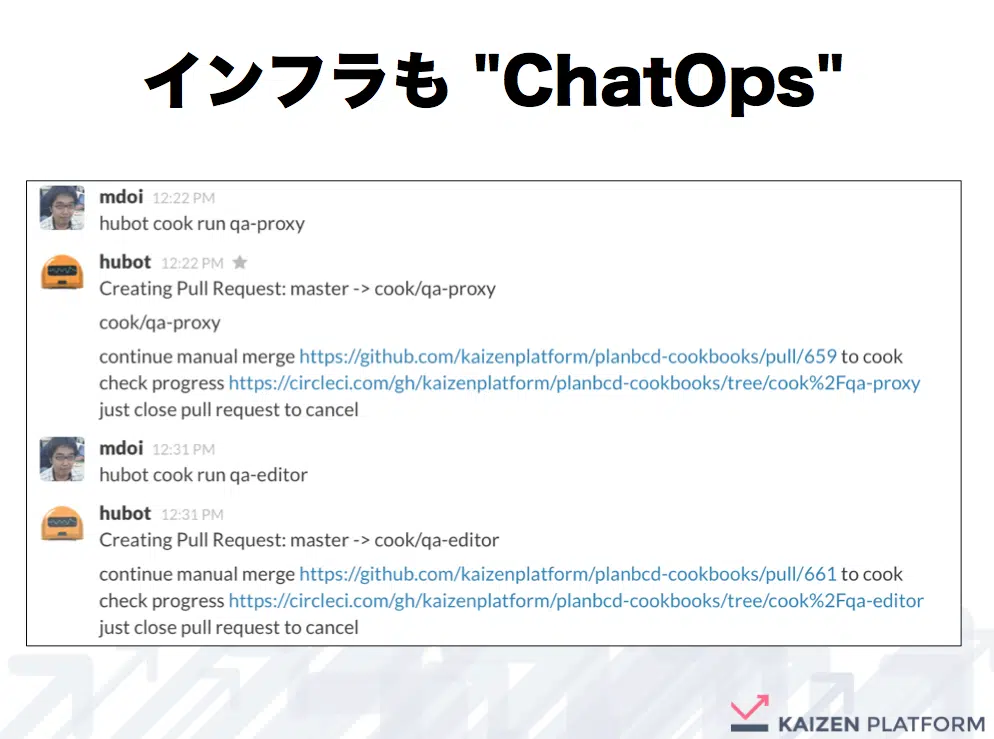 インフラも "ChatOps"
mdoi 12:22 PM
hubot cook run qa-proxy
hubot 12:22 PM
Creating Pull Request: master -> cook/qa-proxy
cook/qa-proxy
continue manual merge https://github.com/kaizenplatform/planbcd-cookbooks/pull/659 to cook
check progress https://circleci.com/gh/kaizenplatform/planbcd-cookbooks/tree/cook%2Fqa-proxy
just close pull request to cancel
mdoi 12:31 PM
hubot cook run qa-editor
hubot 12:31 PM
Creating Pull Request: master -> cook/qa-editor
continue manual merge https://github.com/kaizenplatform/planbcd-cookbooks/pull/661 to cook
check progress https://circleci.com/gh/kaizenplatform/planbcd-cookbooks/tree/cook%2Fqa-editor
just close pull request to cancel
KAIZEN PLATFORM